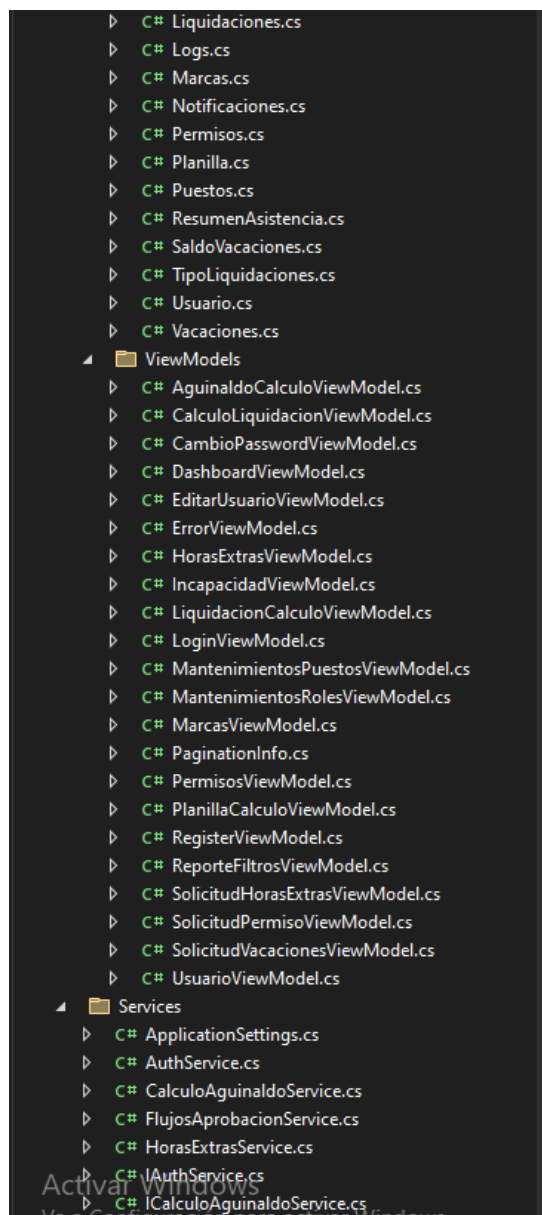 C# Liquidaciones.cs
C# Logs.cs
C# Marcas.cs
C# Notificaciones.cs
C# Permisos.cs
C# Planilla.cs
C# Puestos.cs
C# ResumenAsistencia.cs
C# SaldoVacaciones.cs
C# TipoLiquidaciones.cs
C# Usuario.cs
C# Vacaciones.cs
ViewModels
C# AguinaldoCalculoViewModel.cs
C# CalculoLiquidacionViewModel.cs
C# CambioPasswordViewModel.cs
C# DashboardViewModel.cs
C# EditarUsuarioViewModel.cs
C# ErrorViewModel.cs
C# HorasExtrasViewModel.cs
C# IncapacidadViewModel.cs
C# LiquidacionCalculoViewModel.cs
C# LoginViewModel.cs
C# MantenimientosPuestosViewModel.cs
C# MantenimientosRolesViewModel.cs
C# MarcasViewModel.cs
C# PaginationInfo.cs
C# PermisosViewModel.cs
C# PlanillaCalculoViewModel.cs
C# RegisterViewModel.cs
C# ReporteFiltrosViewModel.cs
C# SolicitudHorasExtrasViewModel.cs
C# SolicitudPermisoViewModel.cs
C# SolicitudVacacionesViewModel.cs
C# UsuarioViewModel.cs
Services
C# ApplicationSettings.cs
C# AuthService.cs
C# CalculoAguinaldoService.cs
C# FlujosAprobacionService.cs
C# HorasExtrasService.cs
C# IAuthService.cs
Activar Windows
C# ICalculoAguinaldoService.cs